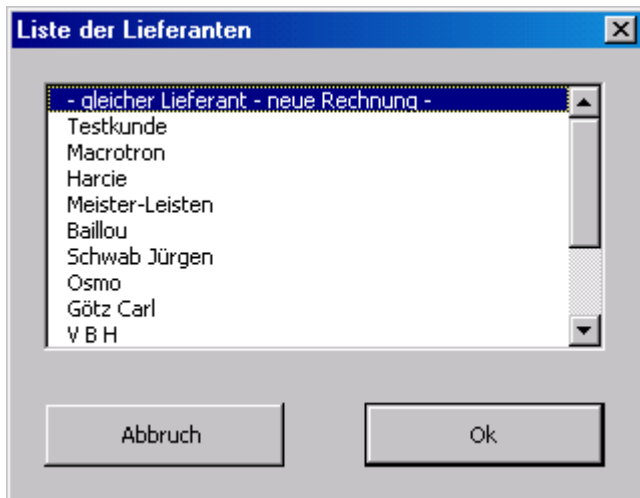 Liste der Lieferanten
- gleicher Lieferant - neue Rechnung -
Testkunde
Macrotron
Harcie
Meister-Leisten
Baillou
Schwab Jürgen
Osmo
Götz Carl
V B H
Abbruch
Ok